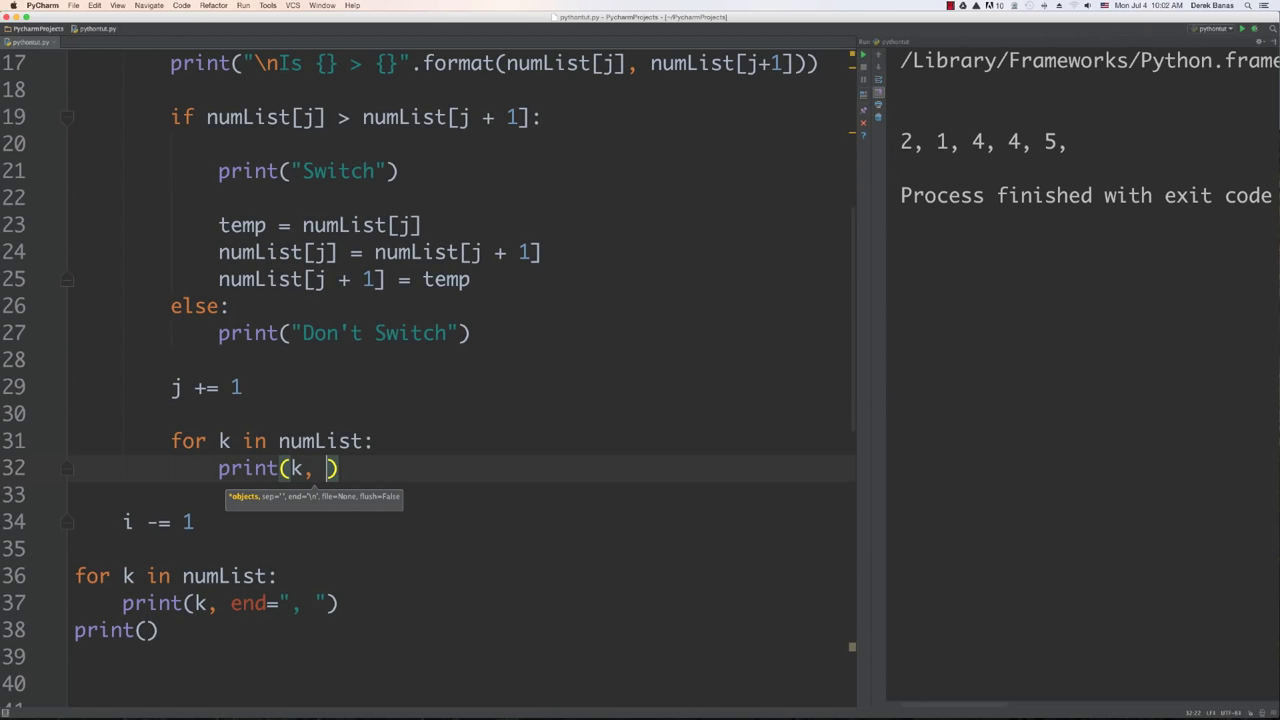 PyCharm File Edit View Navigate Code Refactor Run Tools VCS Window Help
10 Mon Jul 4 10:02 AM Derek Banas
pythontut.py - PycharmProjects - [~/PycharmProjects]
PycharmProjects pythontut.py
pythontut
pythontut.py
Run: pythontut
17 print("\nIs {} > {}".format(numList[j], numList[j+1]))
18
19 if numList[j] > numList[j + 1]:
20
21 print("Switch")
22
23 temp = numList[j]
24 numList[j] = numList[j + 1]
25 numList[j + 1] = temp
26 else:
27 print("Don't Switch")
28
29 j += 1
30
31 for k in numList:
32 print(k, )
*objects, sep=' ', end='\n', file=None, flush=False
33
34 i -= 1
35
36 for k in numList:
37 print(k, end=", ")
38 print()
39
40
/Library/Frameworks/Python.frame
2, 1, 4, 4, 5,
Process finished with exit code
32:22 LF‡ UTF-8‡